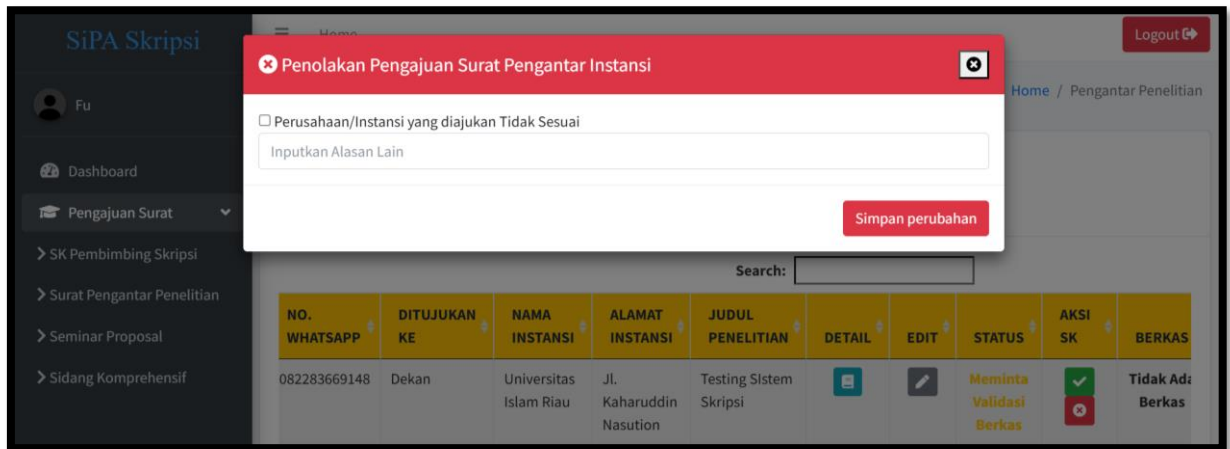 SiPA Skripsi
Home
Logout
Penolakan Pengajuan Surat Pengantar Instansi
Home / Pengantar Penelitian
Fu
Perusahaan/Instansi yang diajukan Tidak Sesuai
Inputkan Alasan Lain
Dashboard
Pengajuan Surat
Simpan perubahan
SK Pembimbing Skripsi
Surat Pengantar Penelitian
Seminar Proposal
Sidang Komprehensif
Search:
NO. WHATSAPP
DITUJUKAN KE
NAMA INSTANSI
ALAMAT INSTANSI
JUDUL PENELITIAN
DETAIL
EDIT
STATUS
AKSI SK
BERKAS
082283669148
Dekan
Universitas Islam Riau
Jl. Kaharuddin Nasution
Testing SIstem Skripsi
Meminta Validasi Berkas
Tidak Ada Berkas